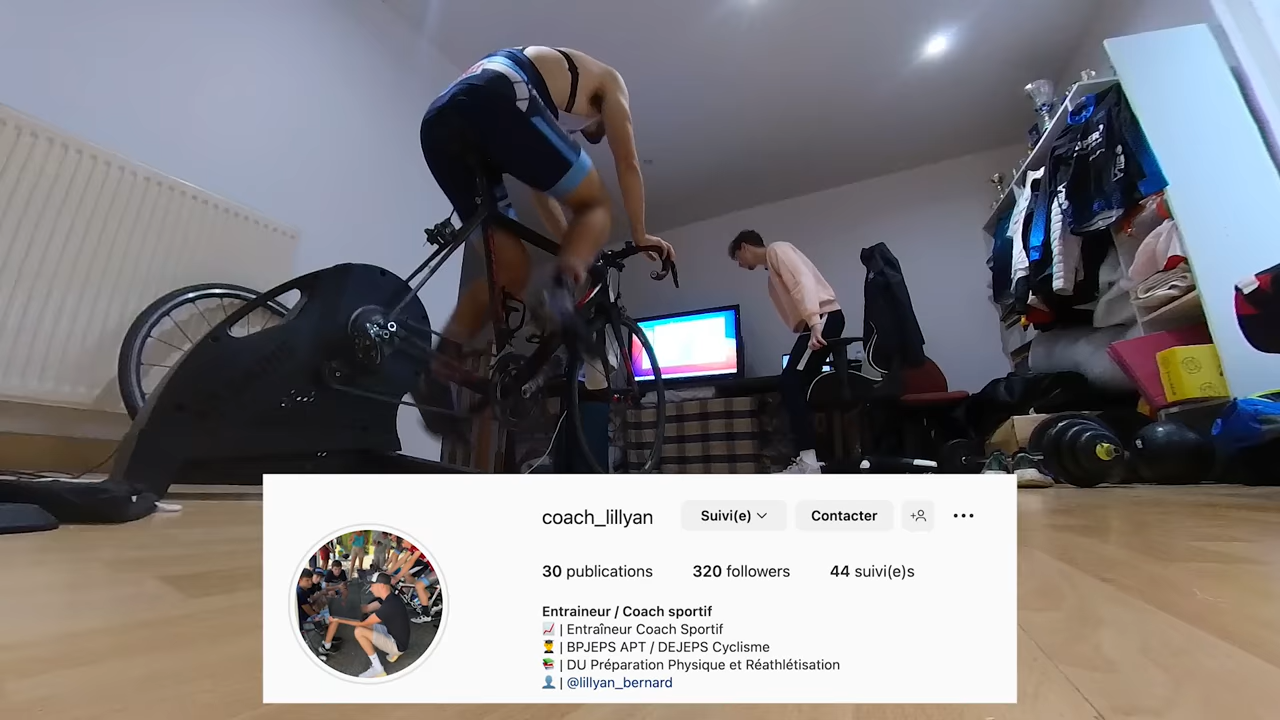 coach_lillyan Suivi(e) Contacter
30 publications 320 followers 44 suivi(e)s
Entraineur / Coach sportif
📈 | Entraîneur Coach Sportif
👨‍🎓 | BPJEPS APT / DEJEPS Cyclisme
📚 | DU Préparation Physique et Réathlétisation
👤 | @lillyan_bernard